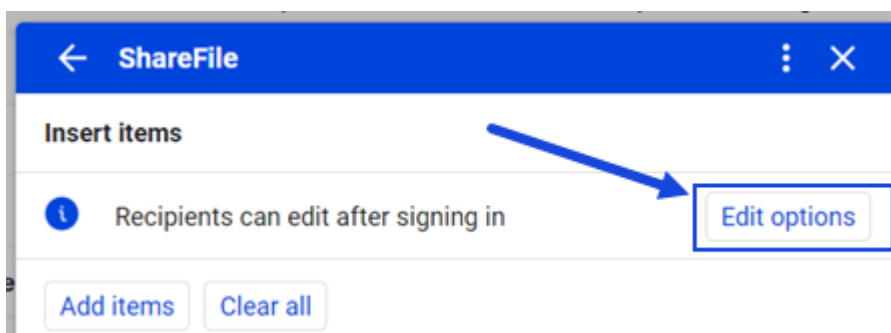 ShareFile
Insert items
Recipients can edit after signing in
Edit options
Add items
Clear all